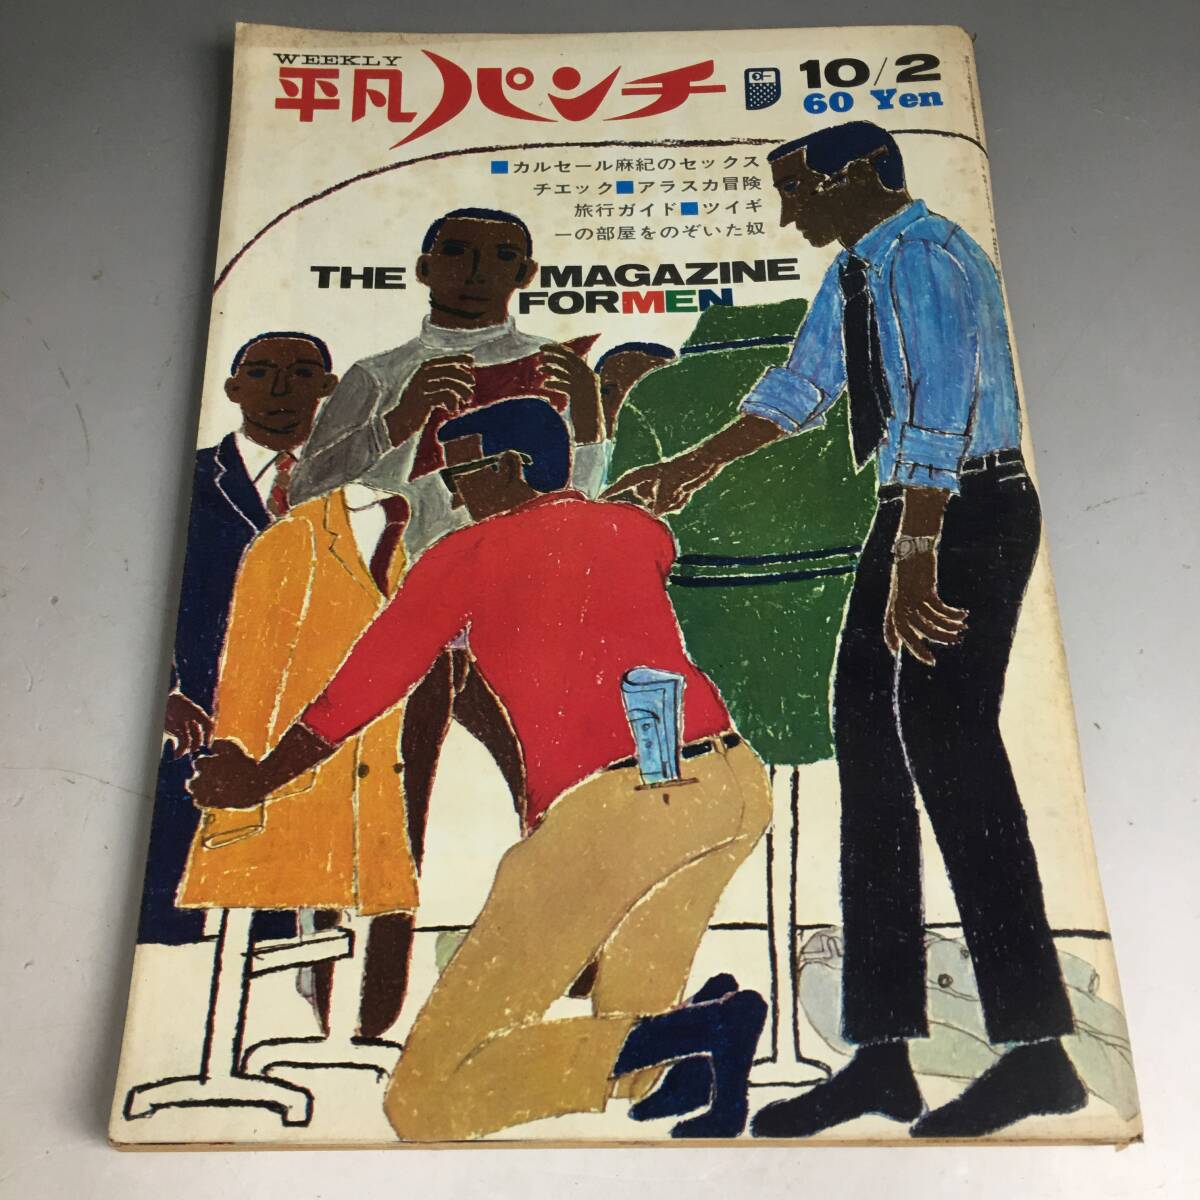 WEEKLY
平凡パンチ
10/2
60 Yen
■カルセール麻紀のセックス
チエック■アラスカ冒険
旅行ガイド■ツイギ
ーの部屋をのぞいた奴
THE MAGAZINE
FOR MEN